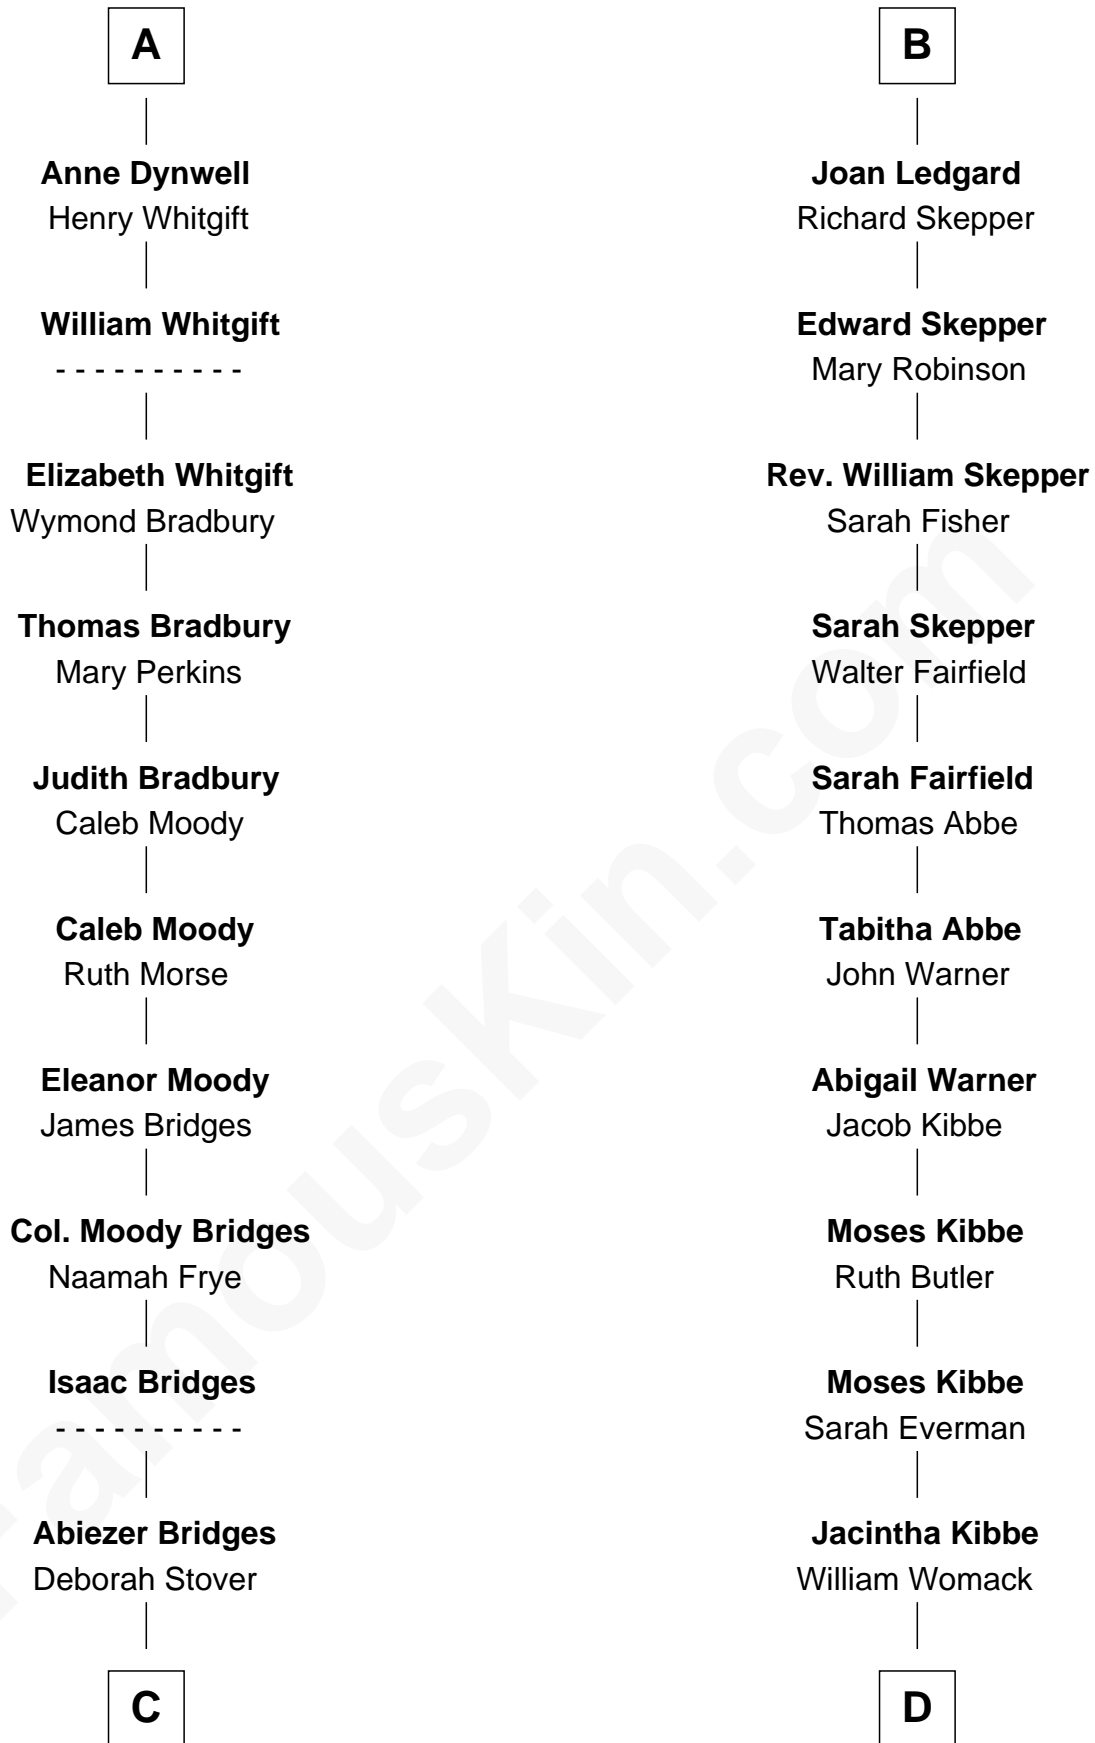 A
Anne Dynwell
Henry Whitgift
William Whitgift
- - - - - - - - - -
Elizabeth Whitgift
Wymond Bradbury
Thomas Bradbury
Mary Perkins
Judith Bradbury
Caleb Moody
Caleb Moody
Ruth Morse
Eleanor Moody
James Bridges
Col. Moody Bridges
Naamah Frye
Isaac Bridges
- - - - - - - - - -
Abiezer Bridges
Deborah Stover
C
B
Joan Ledgard
Richard Skepper
Edward Skepper
Mary Robinson
Rev. William Skepper
Sarah Fisher
Sarah Skepper
Walter Fairfield
Sarah Fairfield
Thomas Abbe
Tabitha Abbe
John Warner
Abigail Warner
Jacob Kibbe
Moses Kibbe
Ruth Butler
Moses Kibbe
Sarah Everman
Jacintha Kibbe
William Womack
D
FamousKin.com